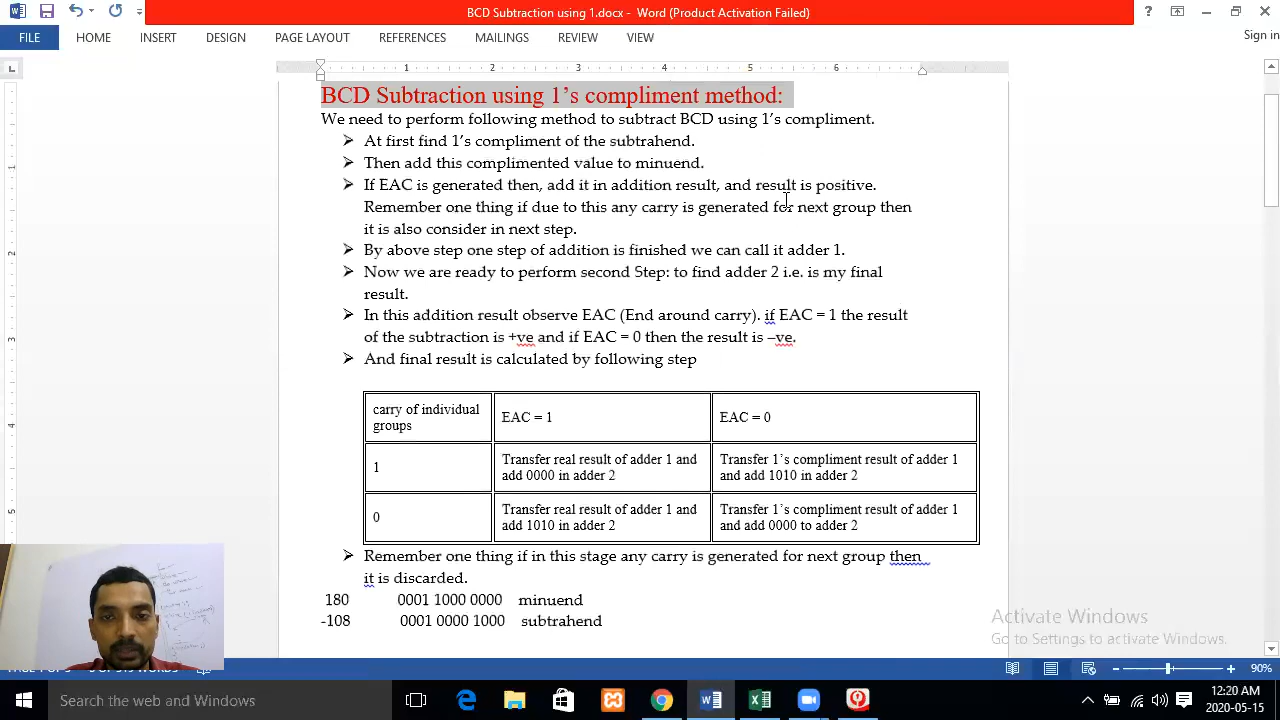 BCD Subtraction using 1.docx - Word (Product Activation Failed)
FILE HOME INSERT DESIGN PAGE LAYOUT REFERENCES MAILINGS REVIEW VIEW Sign in
1 2 3 4 5 6
BCD Subtraction using 1's compliment method:
We need to perform following method to subtract BCD using 1's compliment.
➢ At first find 1's compliment of the subtrahend.
➢ Then add this complimented value to minuend.
➢ If EAC is generated then, add it in addition result, and result is positive.
Remember one thing if due to this any carry is generated for next group then
it is also consider in next step.
➢ By above step one step of addition is finished we can call it adder 1.
➢ Now we are ready to perform second Step: to find adder 2 i.e. is my final
result.
➢ In this addition result observe EAC (End around carry). if EAC = 1 the result
of the subtraction is +ve and if EAC = 0 then the result is –ve.
➢ And final result is calculated by following step
carry of individual groups | EAC = 1 | EAC = 0
1 | Transfer real result of adder 1 and add 0000 in adder 2 | Transfer 1's compliment result of adder 1 and add 1010 in adder 2
0 | Transfer real result of adder 1 and add 1010 in adder 2 | Transfer 1's compliment result of adder 1 and add 0000 to adder 2
➢ Remember one thing if in this stage any carry is generated for next group then
it is discarded.
180 0001 1000 0000 minuend
-108 0001 0000 1000 subtrahend
Activate Windows
Go to Settings to activate Windows.
90%
Search the web and Windows
12:20 AM
2020-05-15